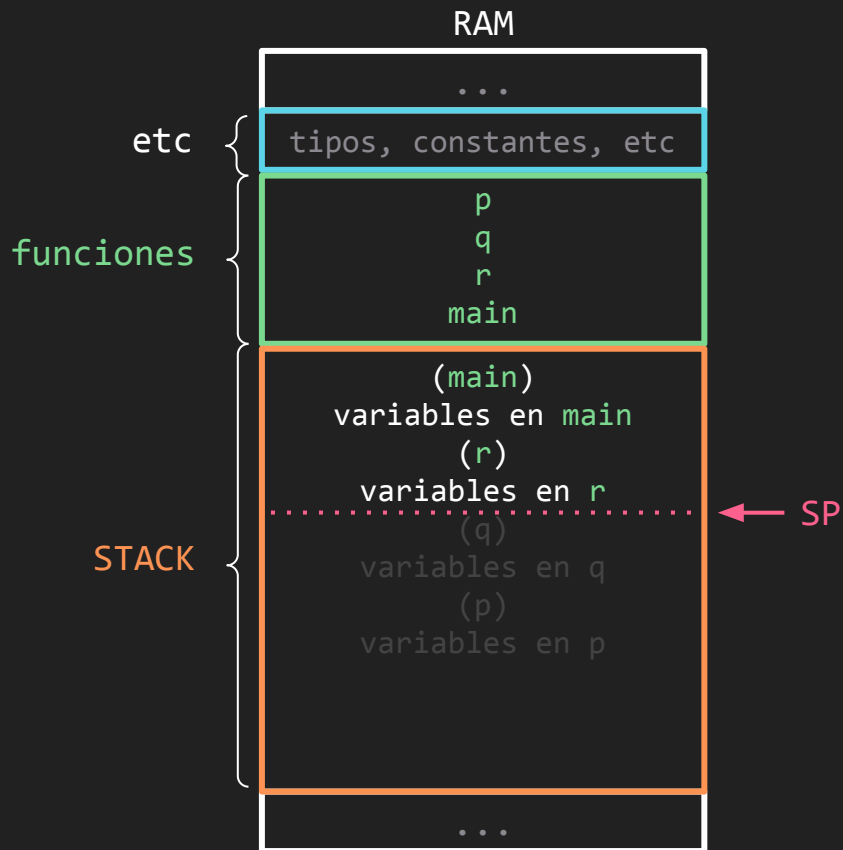 RAM
...
etc
tipos, constantes, etc
funciones
p
q
r
main
STACK
(main)
variables en main
(r)
variables en r
SP
(q)
variables en q
(p)
variables en p
...